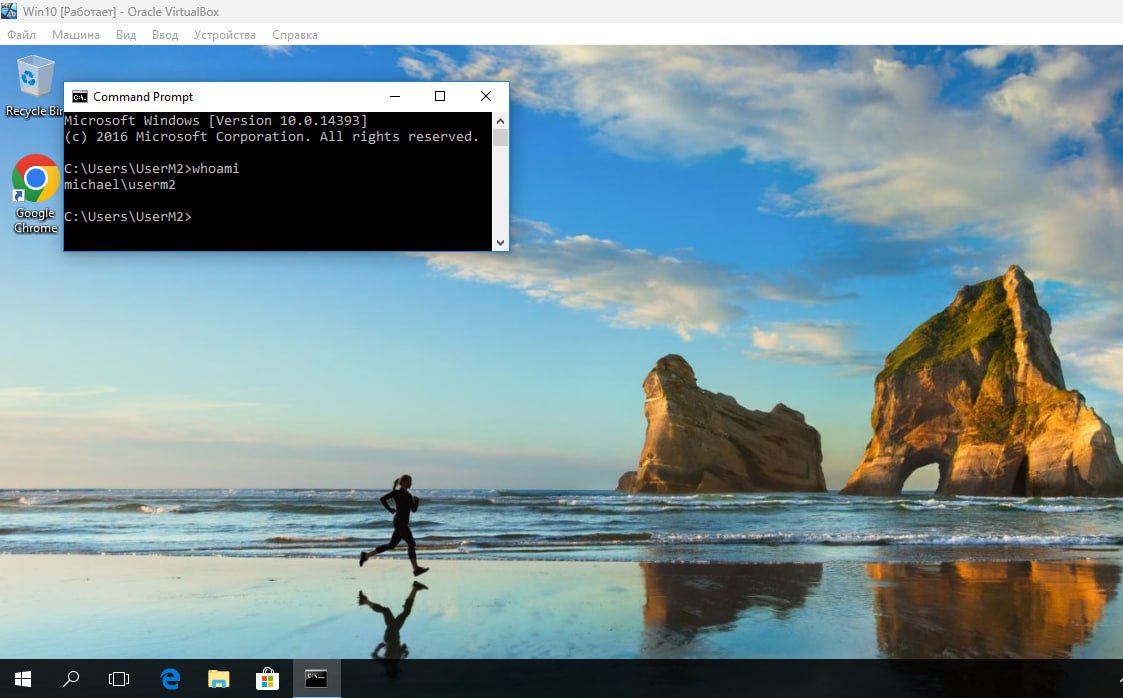 Win10 [Работает] - Oracle VirtualBox
Файл Машина Вид Ввод Устройства Справка
Recycle Bin
Command Prompt
Microsoft Windows [Version 10.0.14393]
(c) 2016 Microsoft Corporation. All rights reserved.
C:\Users\UserM2>whoami
michael\userm2
C:\Users\UserM2>
Google
Chrome